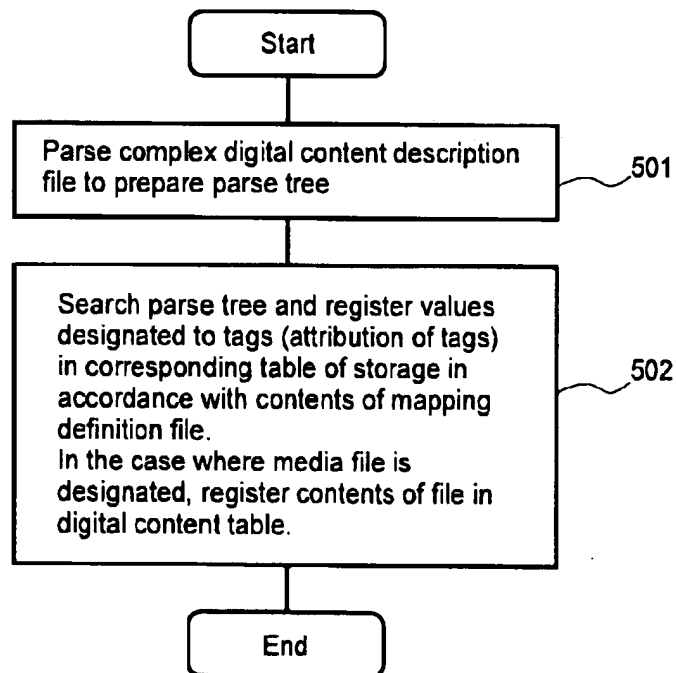 Start
Parse complex digital content description
file to prepare parse tree
501
Search parse tree and register values
designated to tags (attribution of tags)
in corresponding table of storage in
accordance with contents of mapping
definition file.
In the case where media file is
designated, register contents of file in
digital content table.
502
End